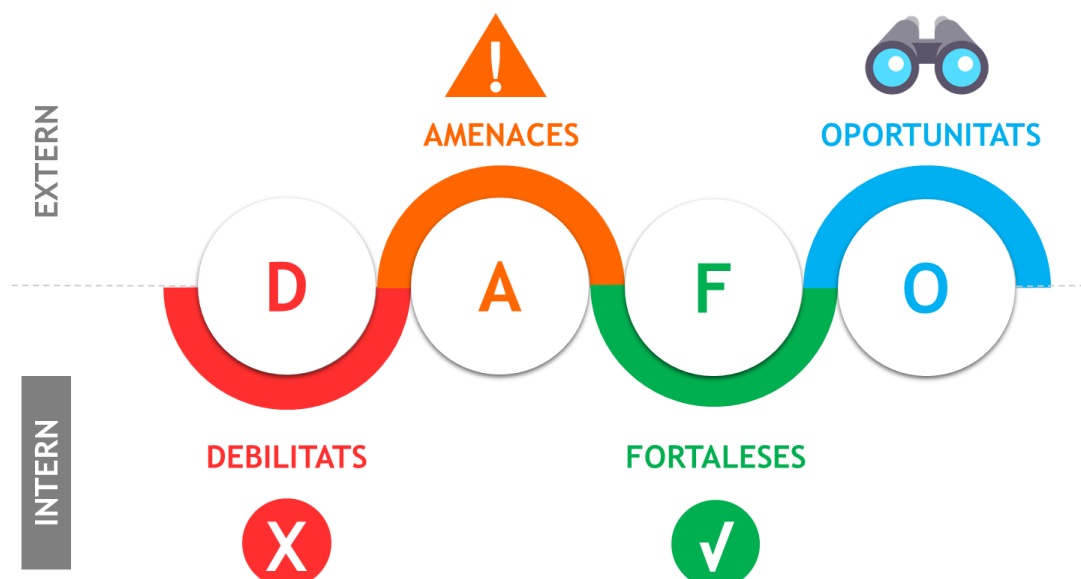 EXTERN
AMENACES
OPORTUNITATS
D
A
F
O
INTERN
DEBILITATS
FORTALESES
X